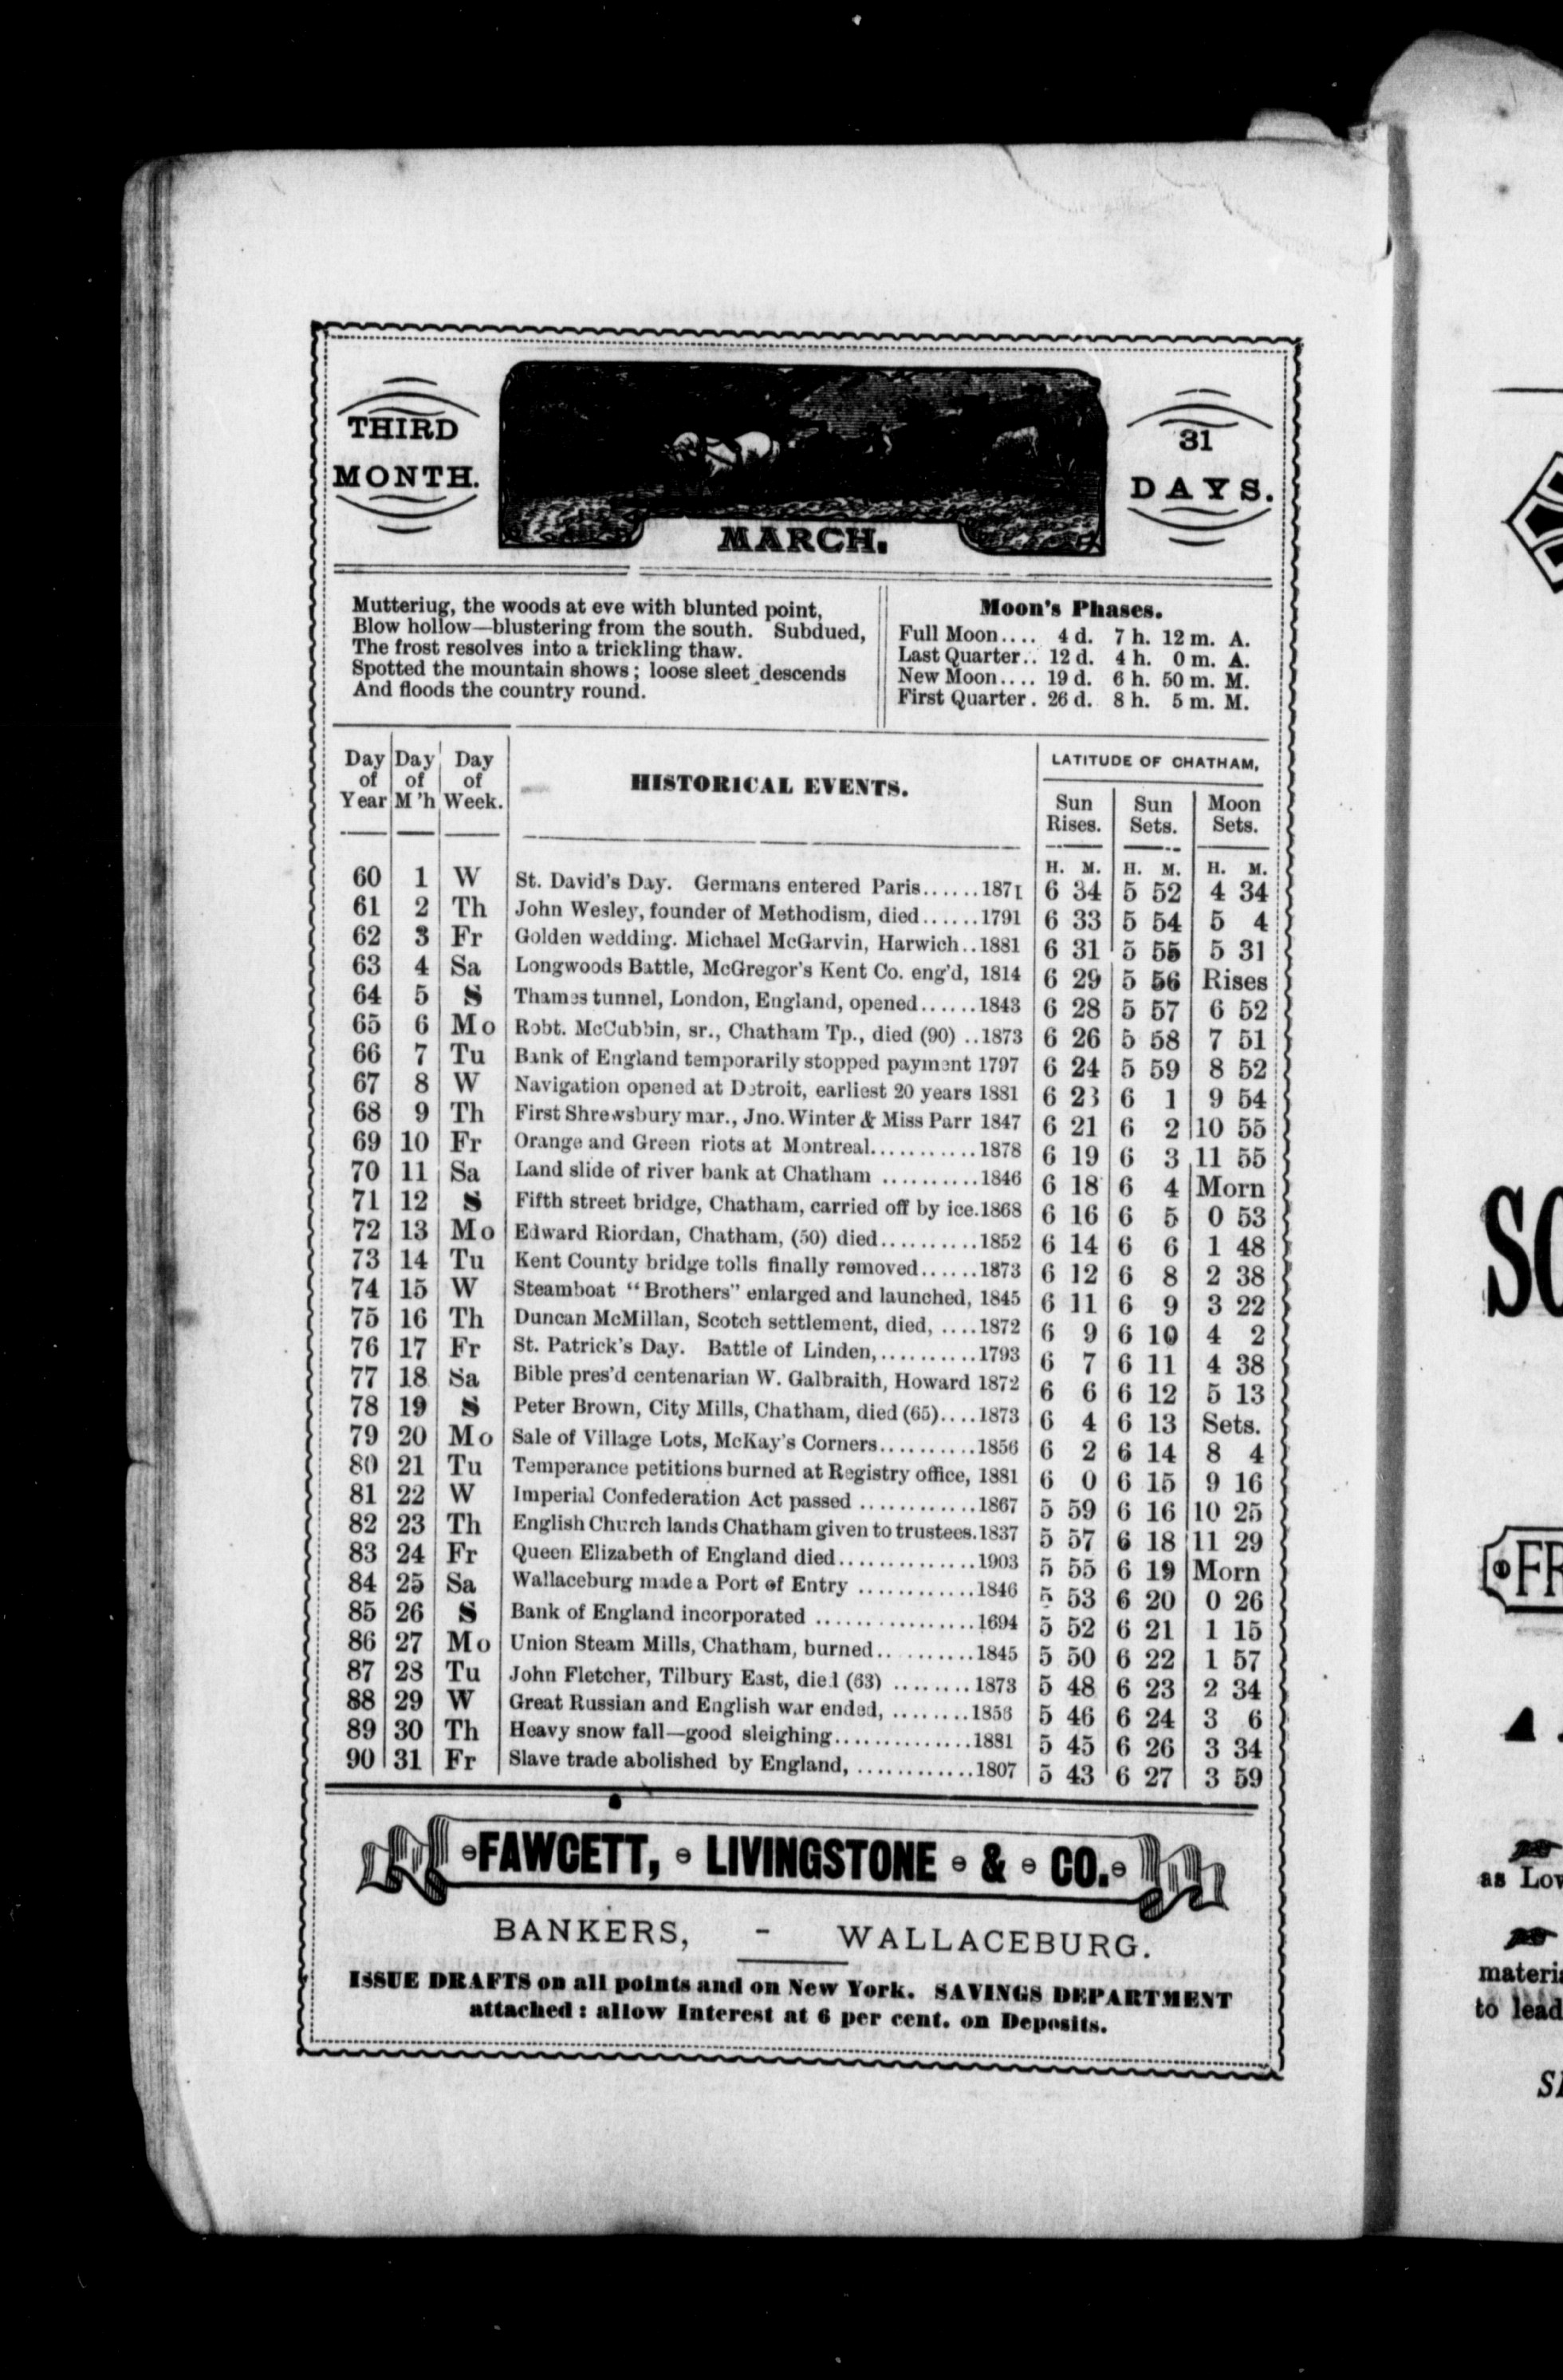 THIRD
MONTH.
MARCH.
31
DAYS.
Mutteriug, the woods at eve with blunted point,
Blow hollow—blustering from the south. Subdued,
The frost resolves into a trickling thaw.
Spotted the mountain shows; loose sleet descends
And floods the country round.
Moon's Phases.
Full Moon.... 4 d. 7 h. 12 m. A.
Last Quarter.. 12 d. 4 h. 0 m. A.
New Moon.... 19 d. 6 h. 50 m. M.
First Quarter. 26 d. 8 h. 5 m. M.
Day of Year
Day of M'h
Day of Week.
HISTORICAL EVENTS.
LATITUDE OF CHATHAM,
Sun Rises.
Sun Sets.
Moon Sets.
H. M. H. M. H. M.
60 1 W St. David's Day. Germans entered Paris......1871 6 34 5 52 4 34
61 2 Th John Wesley, founder of Methodism, died......1791 6 33 5 54 5 4
62 3 Fr Golden wedding. Michael McGarvin, Harwich..1881 6 31 5 55 5 31
63 4 Sa Longwoods Battle, McGregor's Kent Co. eng'd, 1814 6 29 5 56 Rises
64 5 S Thames tunnel, London, England, opened......1843 6 28 5 57 6 52
65 6 Mo Robt. McCubbin, sr., Chatham Tp., died (90) ..1873 6 26 5 58 7 51
66 7 Tu Bank of England temporarily stopped payment 1797 6 24 5 59 8 52
67 8 W Navigation opened at Detroit, earliest 20 years 1881 6 23 6 1 9 54
68 9 Th First Shrewsbury mar., Jno. Winter & Miss Parr 1847 6 21 6 2 10 55
69 10 Fr Orange and Green riots at Montreal...........1878 6 19 6 3 11 55
70 11 Sa Land slide of river bank at Chatham ..........1846 6 18 6 4 Morn
71 12 S Fifth street bridge, Chatham, carried off by ice.1868 6 16 6 5 0 53
72 13 Mo Edward Riordan, Chatham, (50) died..........1852 6 14 6 6 1 48
73 14 Tu Kent County bridge tolls finally removed......1873 6 12 6 8 2 38
74 15 W Steamboat "Brothers" enlarged and launched, 1845 6 11 6 9 3 22
75 16 Th Duncan McMillan, Scotch settlement, died, ....1872 6 9 6 10 4 2
76 17 Fr St. Patrick's Day. Battle of Linden,..........1793 6 7 6 11 4 38
77 18 Sa Bible pres'd centenarian W. Galbraith, Howard 1872 6 6 6 12 5 13
78 19 S Peter Brown, City Mills, Chatham, died (65)....1873 6 4 6 13 Sets.
79 20 Mo Sale of Village Lots, McKay's Corners..........1856 6 2 6 14 8 4
80 21 Tu Temperance petitions burned at Registry office, 1881 6 0 6 15 9 16
81 22 W Imperial Confederation Act passed ............1867 5 59 6 16 10 25
82 23 Th English Church lands Chatham given to trustees.1837 5 57 6 18 11 29
83 24 Fr Queen Elizabeth of England died..............1903 5 55 6 19 Morn
84 25 Sa Wallaceburg made a Port of Entry ............1846 5 53 6 20 0 26
85 26 S Bank of England incorporated ................1694 5 52 6 21 1 15
86 27 Mo Union Steam Mills, Chatham, burned..........1845 5 50 6 22 1 57
87 28 Tu John Fletcher, Tilbury East, died (63) ........1873 5 48 6 23 2 34
88 29 W Great Russian and English war ended, ........1856 5 46 6 24 3 6
89 30 Th Heavy snow fall—good sleighing..............1881 5 45 6 26 3 34
90 31 Fr Slave trade abolished by England, ............1807 5 43 6 27 3 59
FAWCETT, LIVINGSTONE & CO.
BANKERS, - WALLACEBURG.
ISSUE DRAFTS on all points and on New York. SAVINGS DEPARTMENT
attached: allow Interest at 6 per cent. on Deposits.
as
to lead